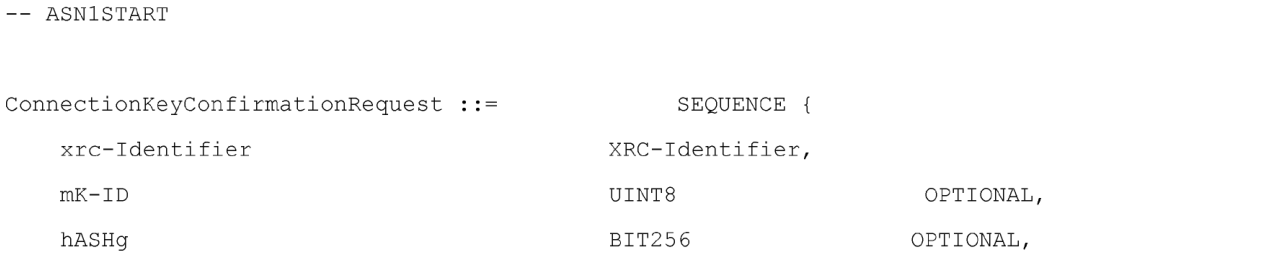 -- ASN1START
ConnectionKeyConfirmationRequest ::= SEQUENCE {
xrc-Identifier XRC-Identifier,
mK-ID UINT8 OPTIONAL,
hASHg BIT256 OPTIONAL,